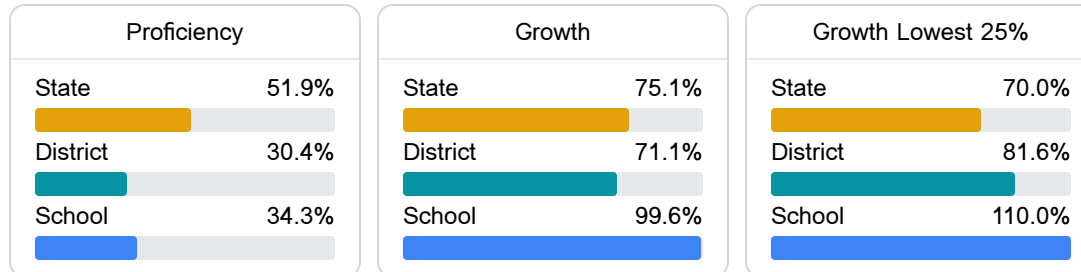 Proficiency
State 51.9%
District 30.4%
School 34.3%
Growth
State 75.1%
District 71.1%
School 99.6%
Growth Lowest 25%
State 70.0%
District 81.6%
School 110.0%